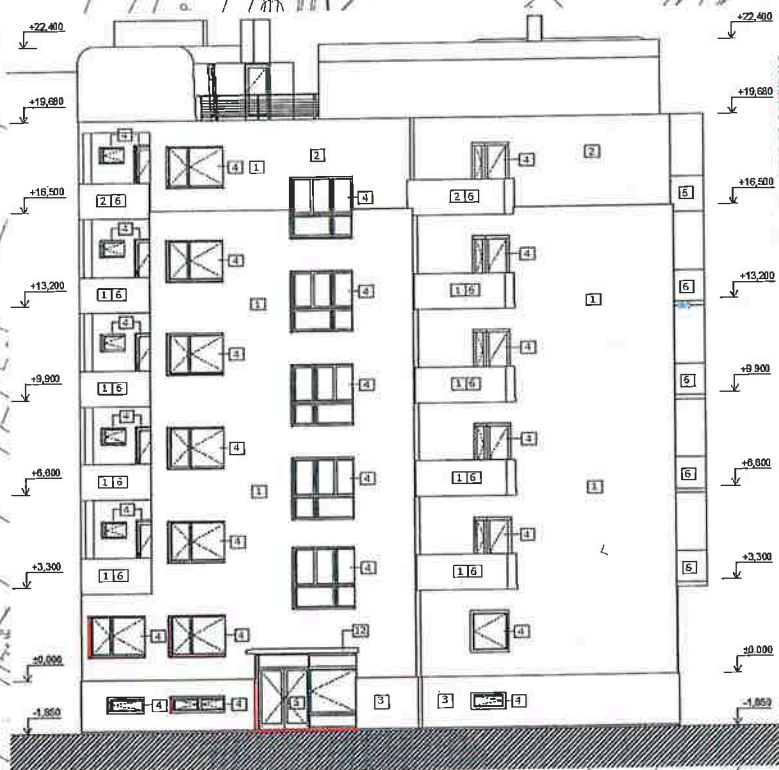 +22,400 +22,400
+19,680 +19,680
4
4 1 2 4 2
4
+16,500 2 6 2 6 6 +16,500
4 4 4
4
+13,200 1 6 1 4 1 6 1 6 +13,200
4 4 4
+9,900 1 6 4 1 6 6 +9,900
4 4 4
+6,600 1 6 1 4 1 6 1 6 +6,600
4 4 4
+3,300 1 6 4 1 6 6 +3,300
4 4 12 4
±0,000 ±0,000
4 4 3 3 4
-1,850 -1,850